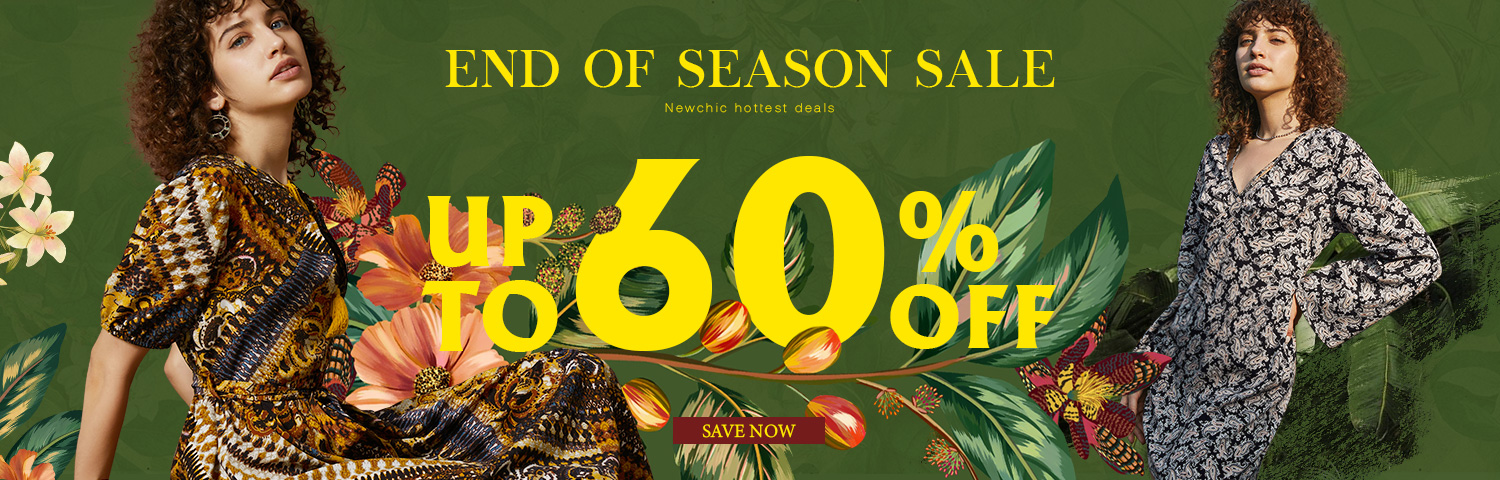 END OF SEASON SALE
Newchic hottest deals
UP TO 60% OFF
SAVE NOW